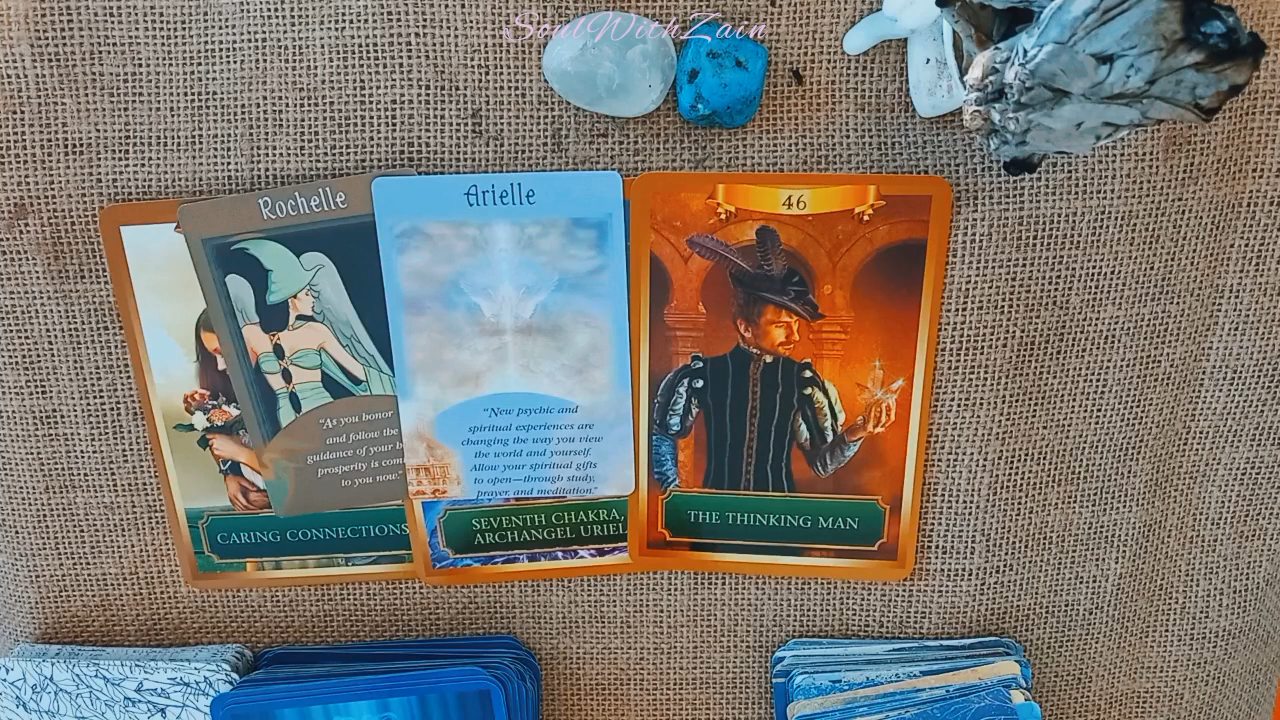 SoulWithZain
Rochelle
"As you honor
and follow the
guidance of your
prosperity is
to you now."
CARING CONNECTIONS
Arielle
"New psychic and
spiritual experiences are
changing the way you view
the world and yourself.
Allow your spiritual gifts
to open—through study,
prayer, and meditation."
SEVENTH CHAKRA,
ARCHANGEL URIEL
46
THE THINKING MAN